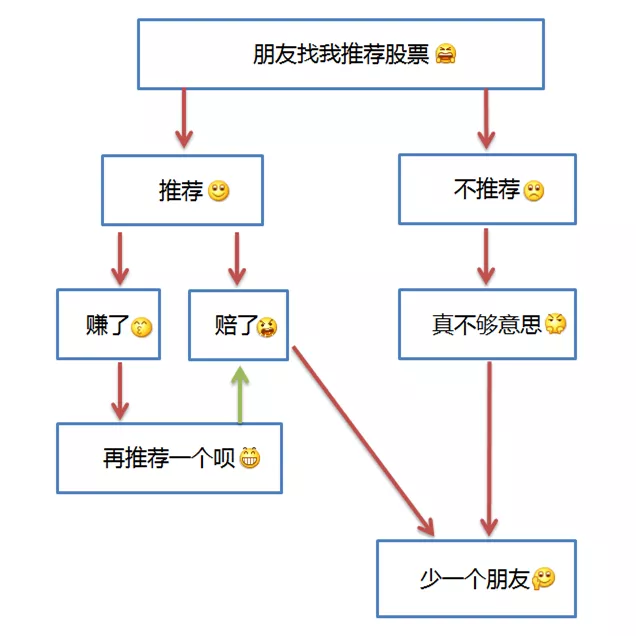 朋友找我推荐股票
推荐
不推荐
赚了
赔了
真不够意思
再推荐一个呗
少一个朋友